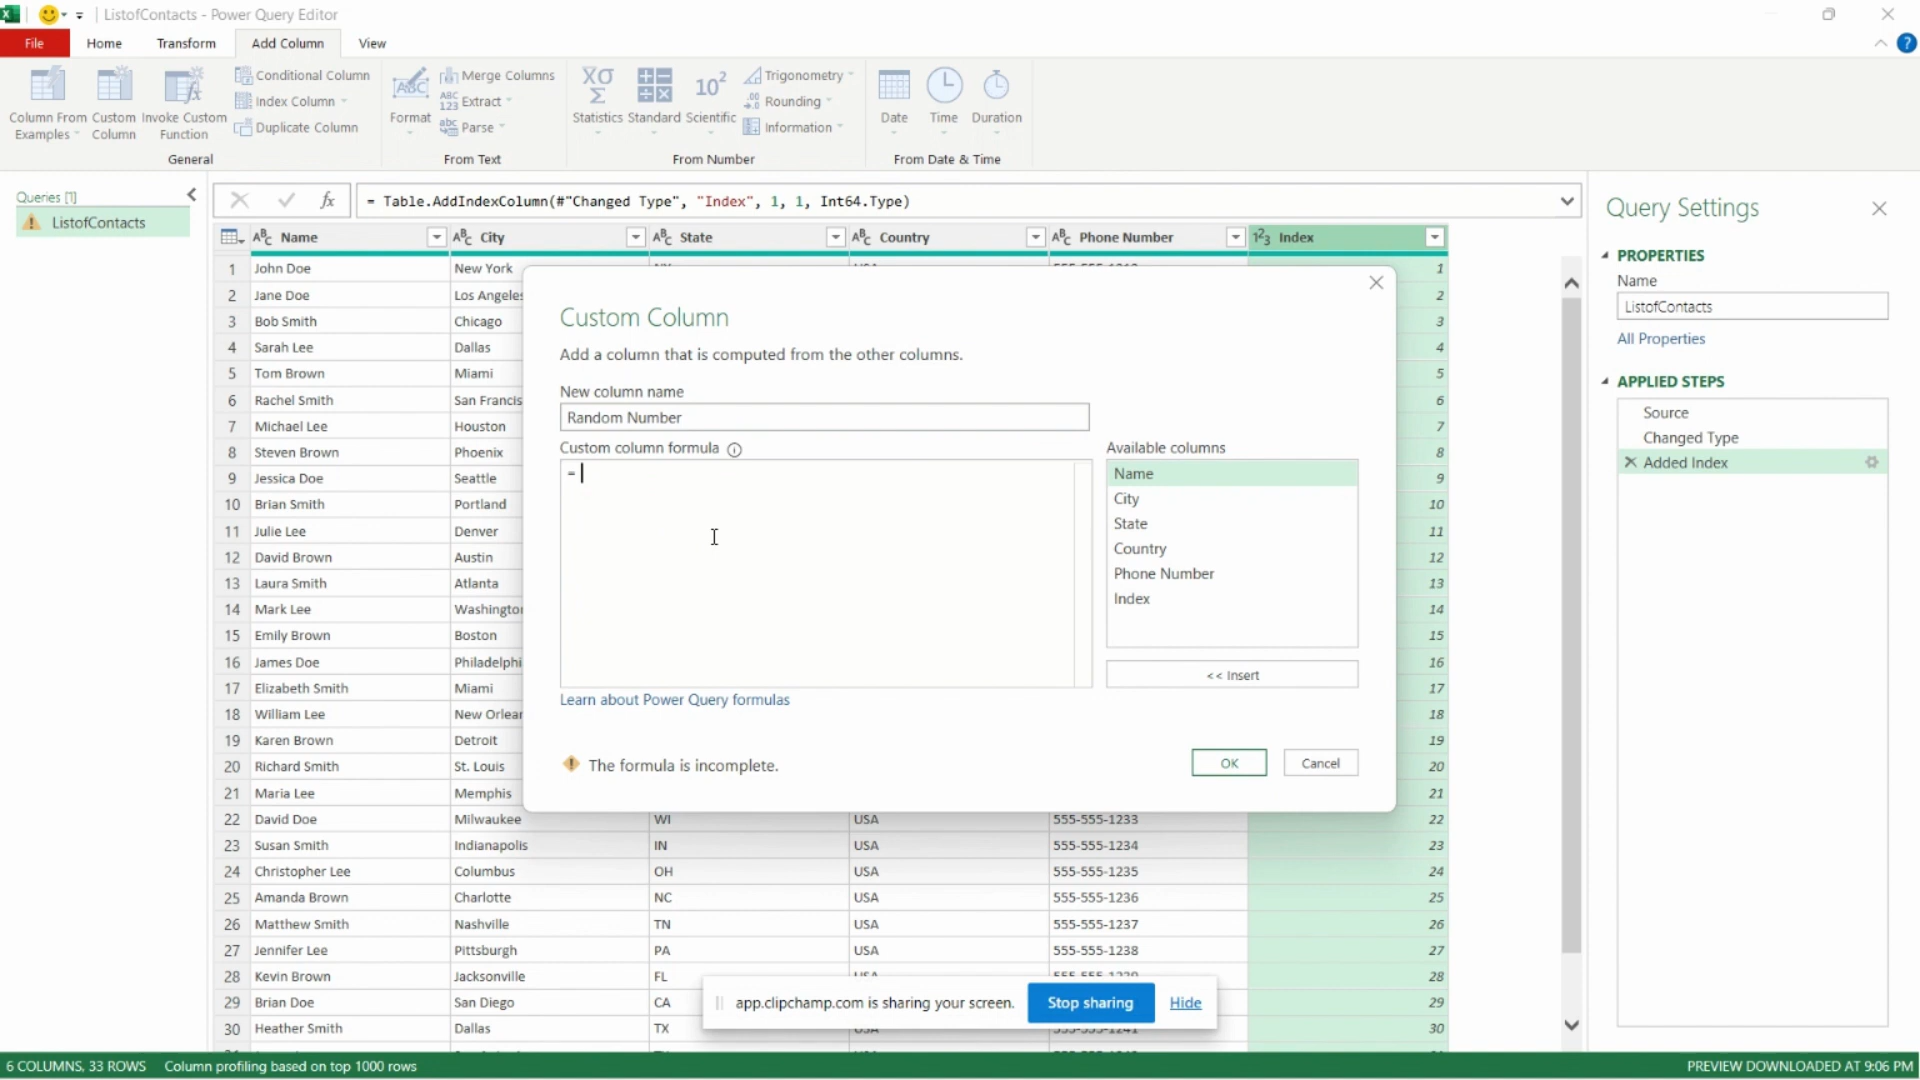 ListofContacts - Power Query Editor
File Home Transform Add Column View
Column From Examples
Custom Column
Invoke Custom Function
Conditional Column
Index Column
Duplicate Column
General
Format
Merge Columns
Extract
Parse
From Text
Statistics
Standard
Scientific
Trigonometry
Rounding
Information
From Number
Date
Time
Duration
From Date & Time
Queries [1]
ListofContacts
= Table.AddIndexColumn(#"Changed Type", "Index", 1, 1, Int64.Type)
Name City State Country Phone Number Index
1 John Doe New York 1
2 Jane Doe Los Angeles 2
3 Bob Smith Chicago 3
4 Sarah Lee Dallas 4
5 Tom Brown Miami 5
6 Rachel Smith San Francis 6
7 Michael Lee Houston 7
8 Steven Brown Phoenix 8
9 Jessica Doe Seattle 9
10 Brian Smith Portland 10
11 Julie Lee Denver 11
12 David Brown Austin 12
13 Laura Smith Atlanta 13
14 Mark Lee Washington 14
15 Emily Brown Boston 15
16 James Doe Philadelphi 16
17 Elizabeth Smith Miami 17
18 William Lee New Orlean 18
19 Karen Brown Detroit 19
20 Richard Smith St. Louis 20
21 Maria Lee Memphis 21
22 David Doe Milwaukee WI USA 555-555-1233 22
23 Susan Smith Indianapolis IN USA 555-555-1234 23
24 Christopher Lee Columbus OH USA 555-555-1235 24
25 Amanda Brown Charlotte NC USA 555-555-1236 25
26 Matthew Smith Nashville TN USA 555-555-1237 26
27 Jennifer Lee Pittsburgh PA USA 555-555-1238 27
28 Kevin Brown Jacksonville FL 28
29 Brian Doe San Diego CA 29
30 Heather Smith Dallas TX 30
Custom Column
Add a column that is computed from the other columns.
New column name
Random Number
Custom column formula
=
Available columns
Name
City
State
Country
Phone Number
Index
<< Insert
Learn about Power Query formulas
The formula is incomplete.
OK Cancel
app.clipchamp.com is sharing your screen. Stop sharing Hide
Query Settings
PROPERTIES
Name
ListofContacts
All Properties
APPLIED STEPS
Source
Changed Type
Added Index
6 COLUMNS, 33 ROWS Column profiling based on top 1000 rows
PREVIEW DOWNLOADED AT 9:06 PM